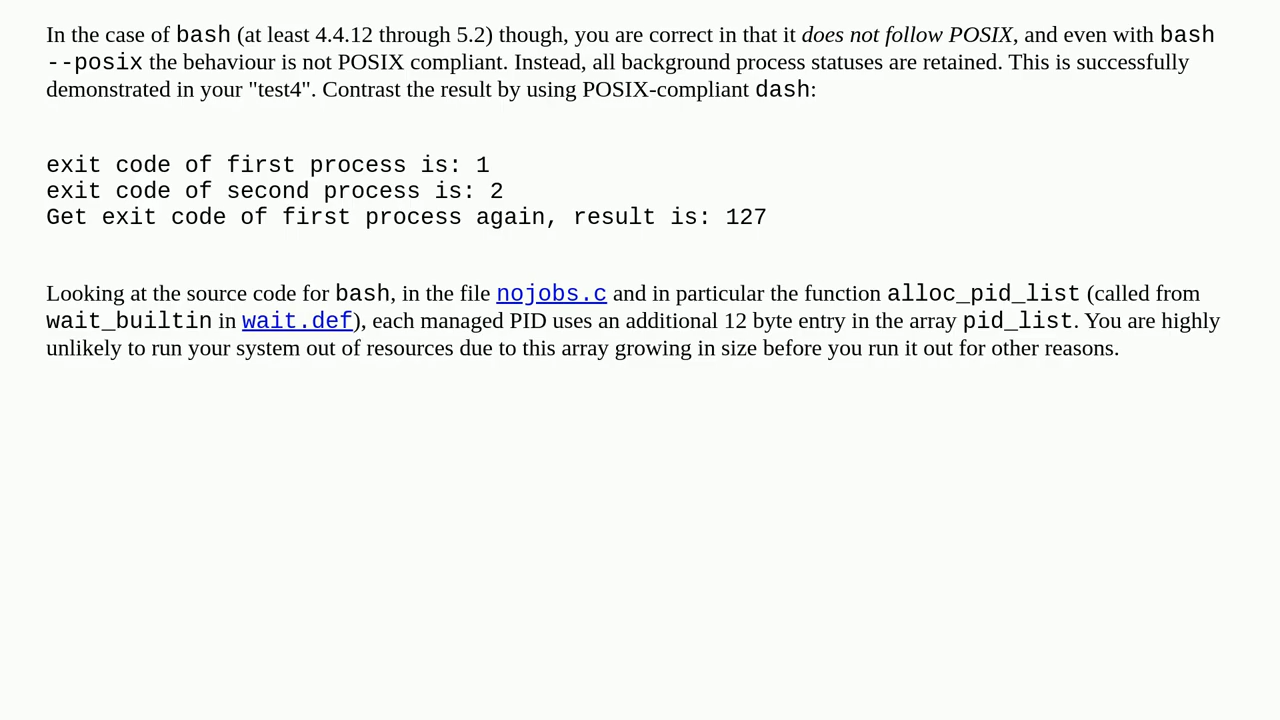 In the case of bash (at least 4.4.12 through 5.2) though, you are correct in that it does not follow POSIX, and even with bash
--posix the behaviour is not POSIX compliant. Instead, all background process statuses are retained. This is successfully
demonstrated in your "test4". Contrast the result by using POSIX-compliant dash:
exit code of first process is: 1
exit code of second process is: 2
Get exit code of first process again, result is: 127
Looking at the source code for bash, in the file nojobs.c and in particular the function alloc_pid_list (called from
wait_builtin in wait.def), each managed PID uses an additional 12 byte entry in the array pid_list. You are highly
unlikely to run your system out of resources due to this array growing in size before you run it out for other reasons.